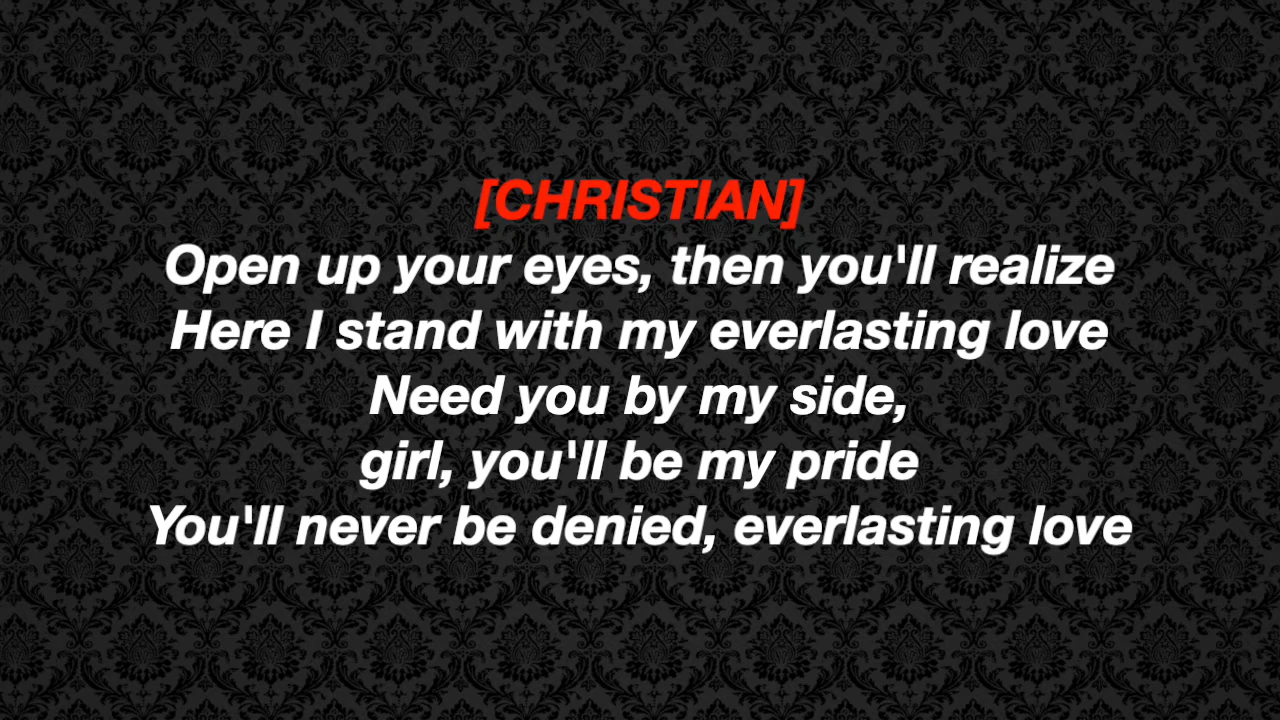 [CHRISTIAN]
Open up your eyes, then you'll realize
Here I stand with my everlasting love
Need you by my side,
girl, you'll be my pride
You'll never be denied, everlasting love